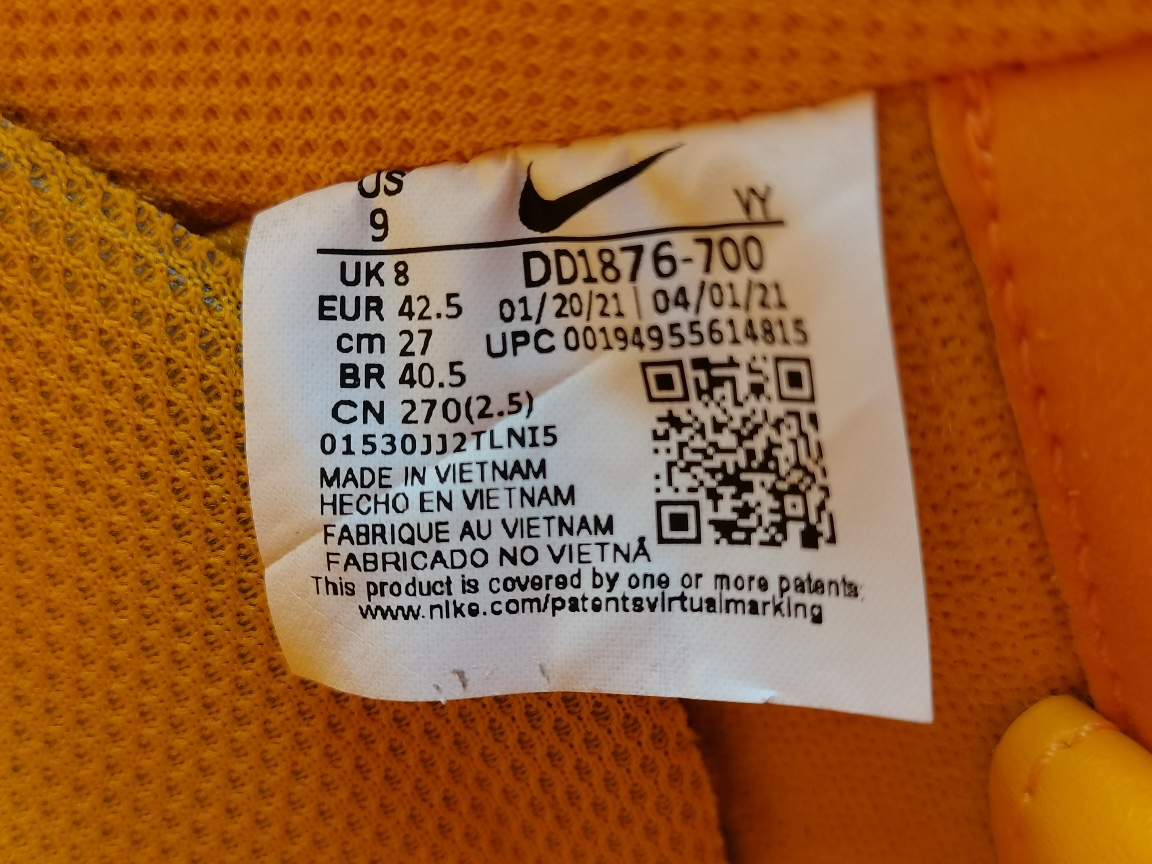 US
9
VY
UK 8
DD1876-700
EUR 42.5
01/20/21 | 04/01/21
cm 27
UPC 00194955614815
BR 40.5
CN 270(2.5)
01530JJ2TLNI5
MADE IN VIETNAM
HECHO EN VIETNAM
FABRIQUE AU VIETNAM
FABRICADO NO VIETNÃ
This product is covered by one or more patents:
www.nike.com/patentsvirtualmarking